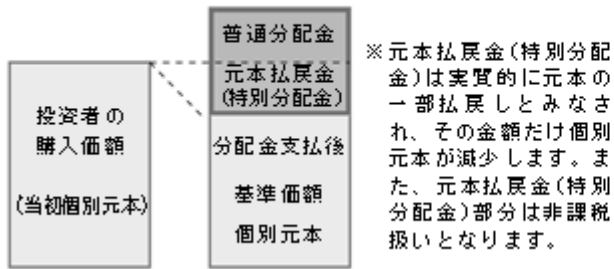 投資者の
購入価額
(当初個別元本)
普通分配金
元本払戻金
(特別分配金)
分配金支払後
基準価額
個別元本
※元本払戻金(特別分配
金)は実質的に元本の
一部払戻しとみなさ
れ、その金額だけ個別
元本が減少します。ま
た、元本払戻金(特別
分配金)部分は非課税
扱いとなります。